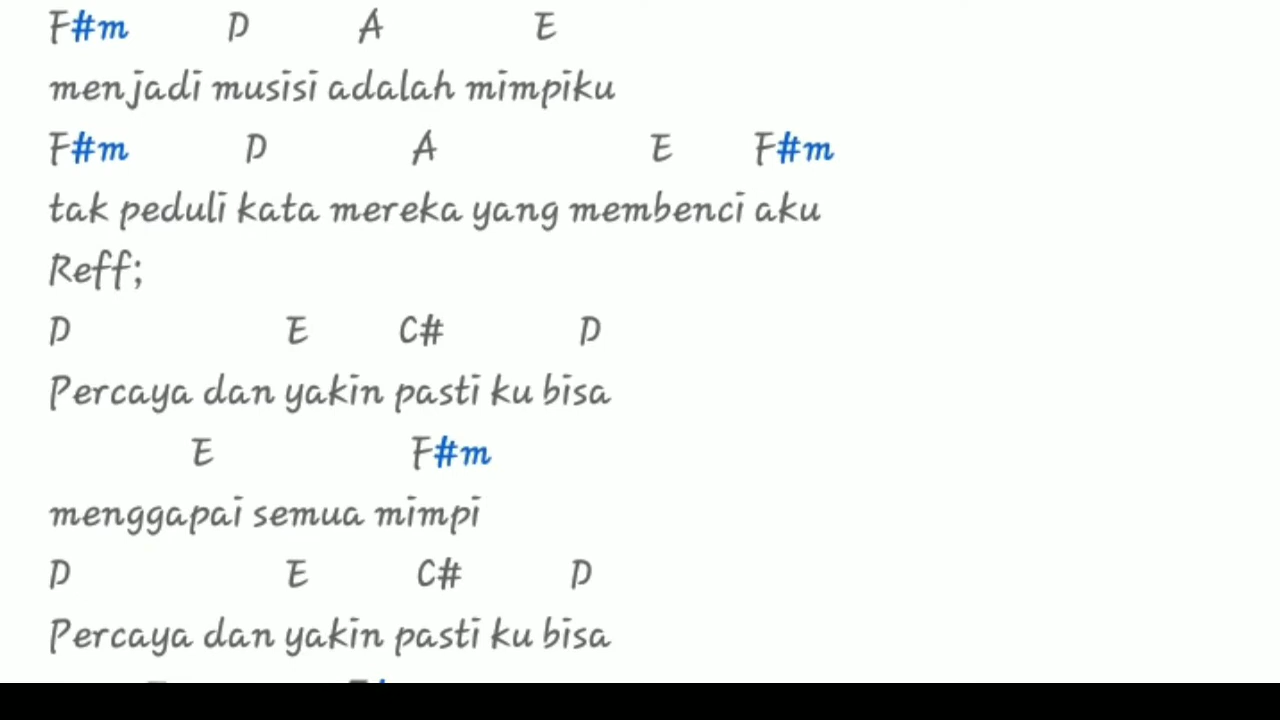 F#m D A E
menjadi musisi adalah mimpiku
F#m D A E F#m
tak peduli kata mereka yang membenci aku
Reff;
D E C# D
Percaya dan yakin pasti ku bisa
E F#m
menggapai semua mimpi
D E C# D
Percaya dan yakin pasti ku bisa